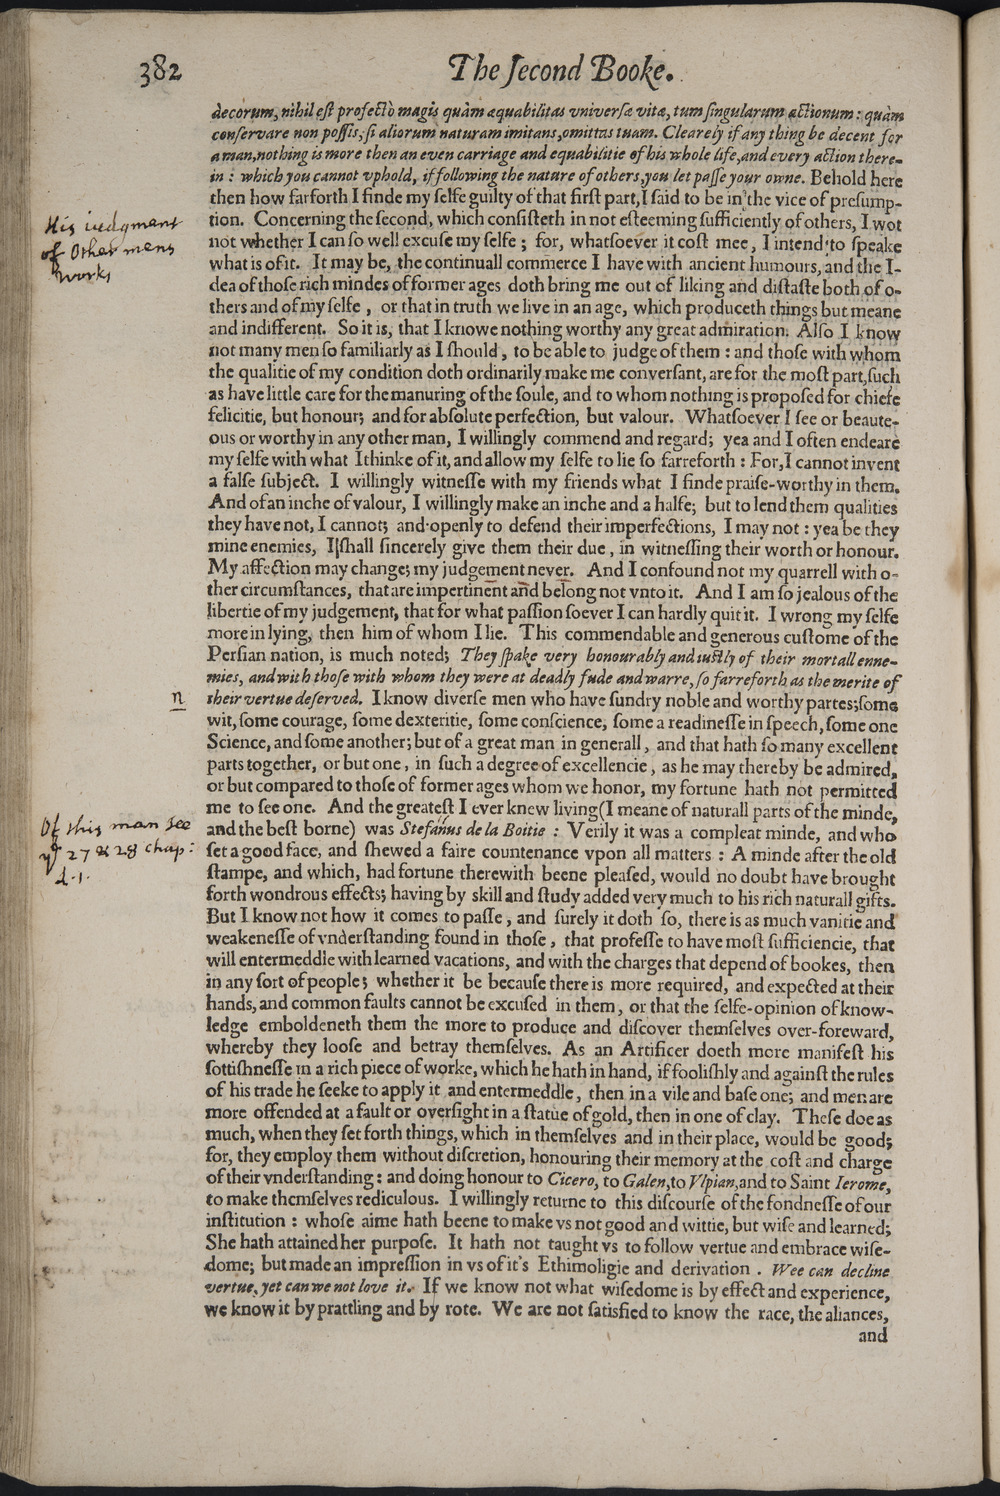 382
The ſecond Booke.
decorum, nihil eſt profectò magis quàm æquabilitas vniverſæ vitæ, tum ſingularum actionum: quàm
conſervare non poſſis, ſi aliorum naturam imitans, omittas tuam. Clearely if any thing be decent for
a man, nothing is more then an even carriage and equabilitie of his whole life, and every action there-
in: which you cannot vphold, if following the nature of others, you let paſſe your owne. Behold here
then how farforth I finde my ſelfe guilty of that firſt part, I ſaid to be in the vice of preſump-
tion. Concerning the ſecond, which conſiſteth in not eſteeming ſufficiently of others, I wot
His iudgment
of Other mens
works
not whether I can ſo well excuſe my ſelfe; for, whatſoever it coſt mee, I intend to ſpeake
what is of it. It may be, the continuall commerce I have with ancient humours, and the I-
dea of thoſe rich mindes of former ages doth bring me out of liking and diſtaſte both of o-
thers and of my ſelfe, or that in truth we live in an age, which produceth things but meane
and indifferent. So it is, that I knowe nothing worthy any great admiration. Alſo I know
not many men ſo familiarly as I ſhould, to be able to judge of them: and thoſe with whom
the qualitie of my condition doth ordinarily make me converſant, are for the moſt part, ſuch
as have little care for the manuring of the ſoule, and to whom nothing is propoſed for chiefe
felicitie, but honour; and for abſolute perfection, but valour. Whatſoever I ſee or beaute-
ous or worthy in any other man, I willingly commend and regard; yea and I often endeare
my ſelfe with what I thinke of it, and allow my ſelfe to lie ſo farreforth: For, I cannot invent
a falſe ſubject. I willingly witneſſe with my friends what I finde praiſe-worthy in them.
And of an inche of valour, I willingly make an inche and a halfe; but to lend them qualities
they have not, I cannot; and openly to defend their imperfections, I may not: yea be they
mine enemies, I ſhall ſincerely give them their due, in witneſſing their worth or honour.
My affection may change; my judgement never. And I confound not my quarrell with o-
ther circumſtances, that are impertinent and belong not vnto it. And I am ſo jealous of the
libertie of my judgement, that for what paſſion ſoever I can hardly quit it. I wrong my ſelfe
more in lying, then him of whom I lie. This commendable and generous cuſtome of the
Perſian nation, is much noted; They ſpake very honourably and iuſtly of their mortall enne-
mies, and with thoſe with whom they were at deadly fude and warre, ſo farreforth as the merite of
n
their vertue deſerved. I know diverſe men who have ſundry noble and worthy partes; ſome
wit, ſome courage, ſome dexteritie, ſome conſcience, ſome a readineſſe in ſpeech, ſome one
Science, and ſome another; but of a great man in generall, and that hath ſo many excellent
parts together, or but one, in ſuch a degree of excellencie, as he may thereby be admired,
or but compared to thoſe of former ages whom we honor, my fortune hath not permitted
me to ſee one. And the greateſt I ever knew living (I meane of naturall parts of the minde,
Of this man See
ye 27 & 28 chap:
l.1.
and the beſt borne) was Stefanus de la Boitie: Verily it was a compleat minde, and who
ſet a good face, and ſhewed a faire countenance vpon all matters: A minde after the old
ſtampe, and which, had fortune therewith beene pleaſed, would no doubt have brought
forth wondrous effects; having by skill and ſtudy added very much to his rich naturall gifts.
But I know not how it comes to paſſe, and ſurely it doth ſo, there is as much vanitie and
weakeneſſe of vnderſtanding found in thoſe, that profeſſe to have moſt ſufficiencie, that
will entermeddle with learned vacations, and with the charges that depend of bookes, then
in any ſort of people; whether it be becauſe there is more required, and expected at their
hands, and common faults cannot be excuſed in them, or that the ſelfe-opinion of know-
ledge emboldeneth them the more to produce and diſcover themſelves over-foreward,
whereby they looſe and betray themſelves. As an Artificer doeth more manifeſt his
ſottiſhneſſe in a rich piece of worke, which he hath in hand, if fooliſhly and againſt the rules
of his trade he ſeeke to apply it and entermeddle, then in a vile and baſe one; and men are
more offended at a fault or overſight in a ſtatue of gold, then in one of clay. Theſe doe as
much, when they ſet forth things, which in themſelves and in their place, would be good;
for, they employ them without diſcretion, honouring their memory at the coſt and charge
of their vnderſtanding: and doing honour to Cicero, to Galen, to Vlpian, and to Saint Ierome,
to make themſelves rediculous. I willingly returne to this diſcourſe of the fondneſſe of our
inſtitution: whoſe aime hath beene to make vs not good and wittie, but wiſe and learned;
She hath attained her purpoſe. It hath not taught vs to follow vertue and embrace wiſe-
dome; but made an impreſſion in vs of it's Ethimoligie and derivation. Wee can decline
vertue, yet can we not love it. If we know not what wiſedome is by effect and experience,
we know it by prattling and by rote. We are not ſatisfied to know the race, the aliances,
and